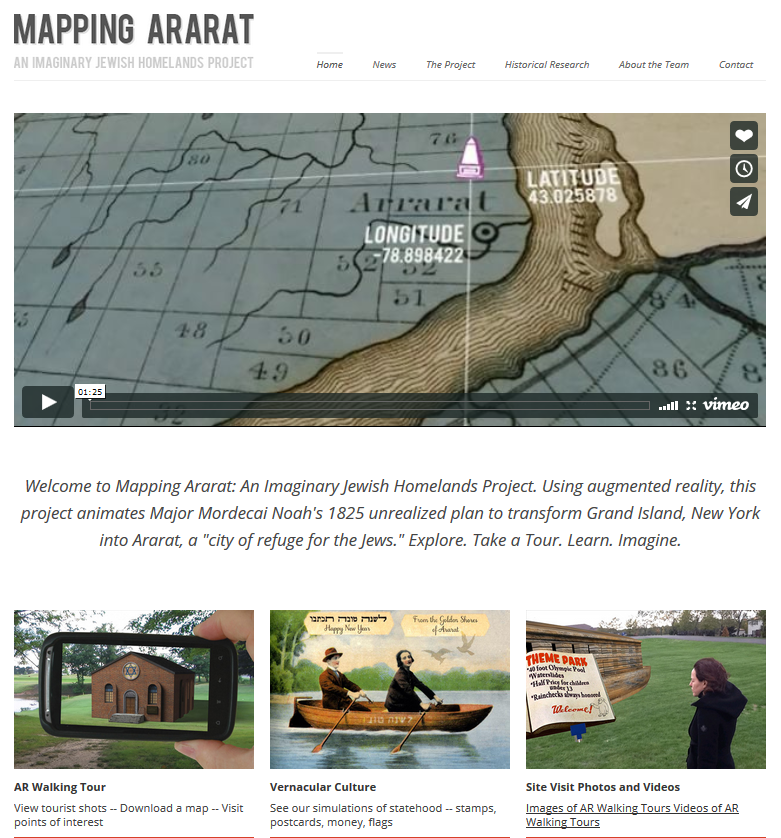 MAPPING ARARAT
AN IMAGINARY JEWISH HOMELANDS PROJECT
Home
News
The Project
Historical Research
About the Team
Contact
76
80
LATITUDE
43.025878
71
Arrarat
LONGITUDE
-78.898422
55
52
52
51
84
48
50
49
86
52
01:25
vimeo
Welcome to Mapping Ararat: An Imaginary Jewish Homelands Project. Using augmented reality, this
project animates Major Mordecai Noah's 1825 unrealized plan to transform Grand Island, New York
into Ararat, a "city of refuge for the Jews." Explore. Take a Tour. Learn. Imagine.
לשנה טובה תכתבו
Happy New Year
From the Golden Shores
of Ararat
THEME PARK
40 foot Olympic Pool
Waterslides
Half Price for children
under 13
Rainchecks always honored
Welcome!
AR Walking Tour
View tourist shots -- Download a map -- Visit
points of interest
Vernacular Culture
See our simulations of statehood -- stamps,
postcards, money, flags
Site Visit Photos and Videos
Images of AR Walking Tours Videos of AR
Walking Tours